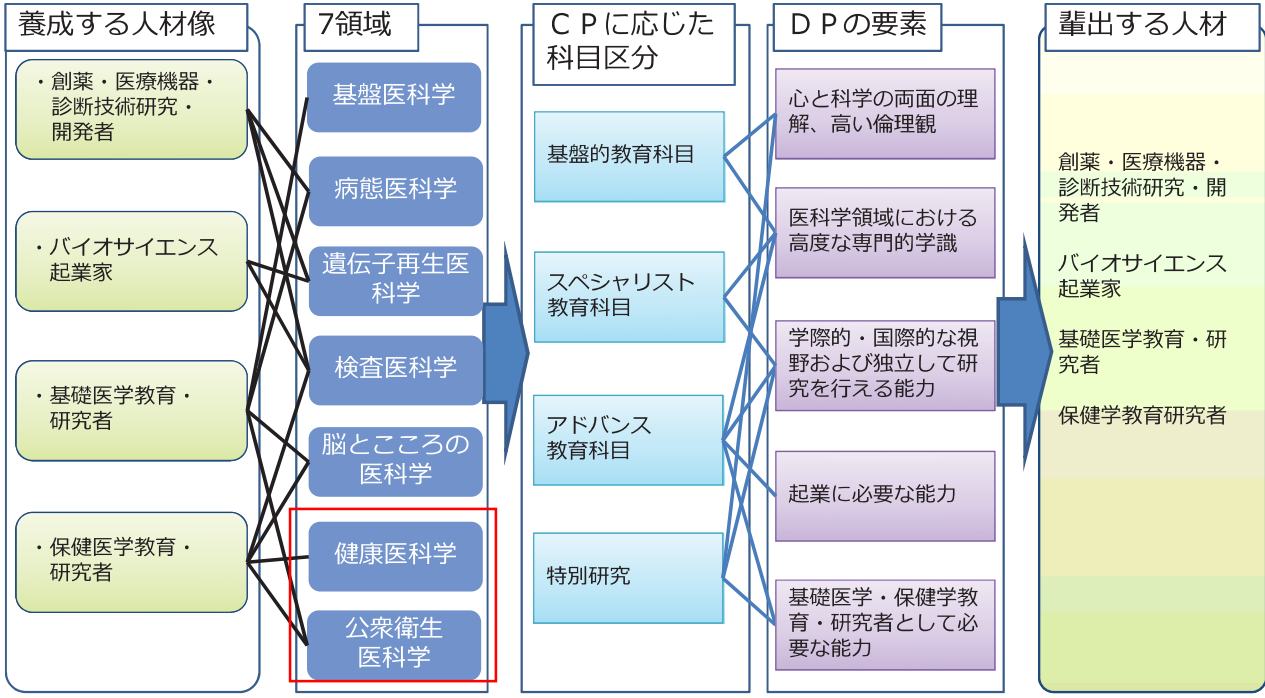 養成する人材像
・創薬・医療機器・
診断技術研究・
開発者
・バイオサイエンス
起業家
・基礎医学教育・
研究者
・保健医学教育・
研究者
7領域
基盤医科学
病態医科学
遺伝子再生医
科学
検査医科学
脳とこころの
医科学
健康医科学
公衆衛生
医科学
ＣＰに応じた
科目区分
基盤的教育科目
スペシャリスト
教育科目
アドバンス
教育科目
特別研究
ＤＰの要素
心と科学の両面の理
解、高い倫理観
医科学領域における
高度な専門的学識
学際的・国際的な視
野および独立して研
究を行える能力
起業に必要な能力
基礎医学・保健学教
育・研究者として必
要な能力
輩出する人材
創薬・医療機器・
診断技術研究・開
発者
バイオサイエンス
起業家
基礎医学教育・研
究者
保健学教育研究者